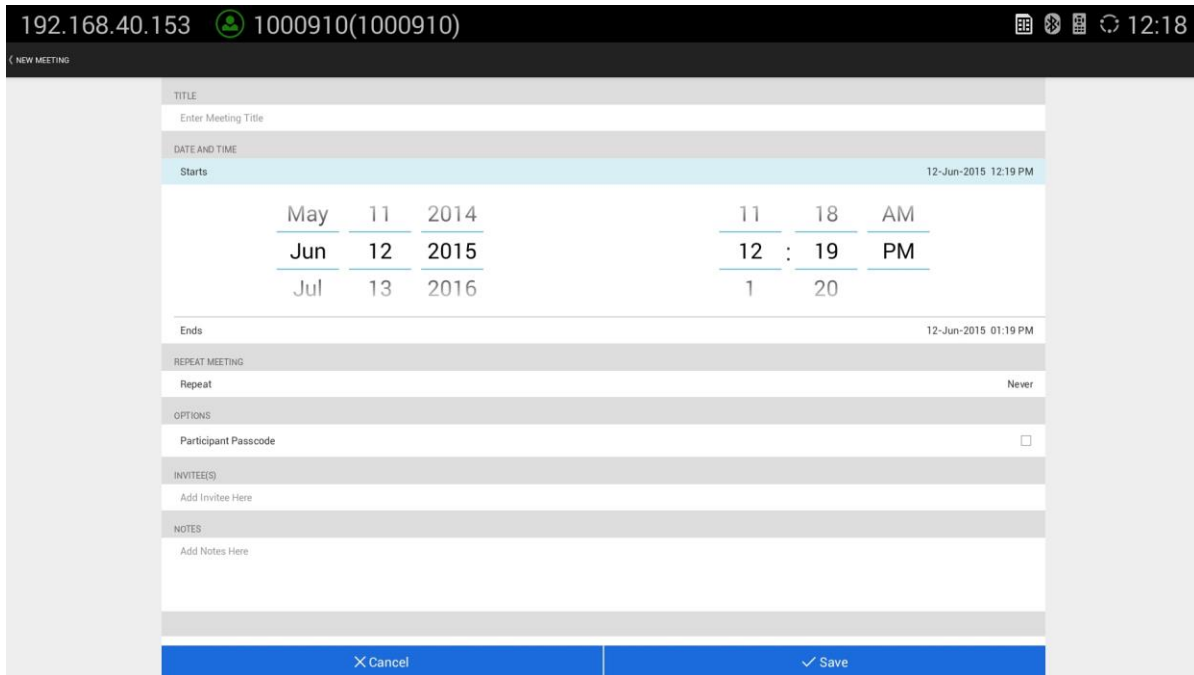 192.168.40.153 1000910(1000910) 12:18
NEW MEETING
TITLE
Enter Meeting Title
DATE AND TIME
Starts 12-Jun-2015 12:19 PM
May 11 2014 11 18 AM
Jun 12 2015 12 : 19 PM
Jul 13 2016 1 20
Ends 12-Jun-2015 01:19 PM
REPEAT MEETING
Repeat Never
OPTIONS
Participant Passcode
INVITEE(S)
Add Invitee Here
NOTES
Add Notes Here
Cancel Save